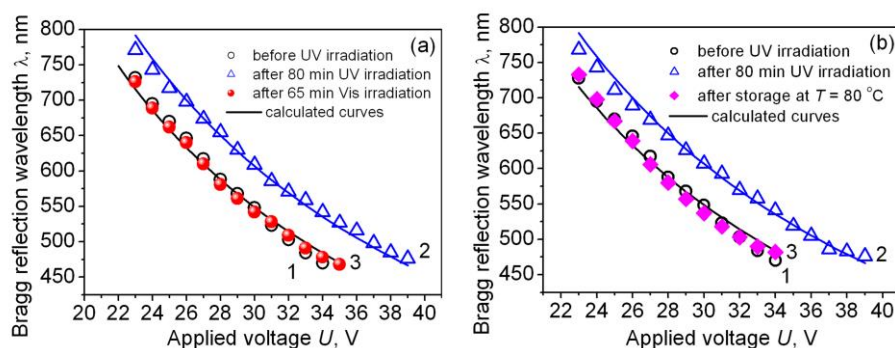 (a)
before UV irradiation
after 80 min UV irradiation
after 65 min Vis irradiation
calculated curves
Bragg reflection wavelength λ, nm
800
750
700
650
600
550
500
450
1
3
2
22 24 26 28 30 32 34 36 38 40
Applied voltage U, V
(b)
before UV irradiation
after 80 min UV irradiation
after storage at T = 80 °C
calculated curves
Bragg reflection wavelength λ, nm
800
750
700
650
600
550
500
450
3
1
2
22 24 26 28 30 32 34 36 38 40
Applied voltage U, V